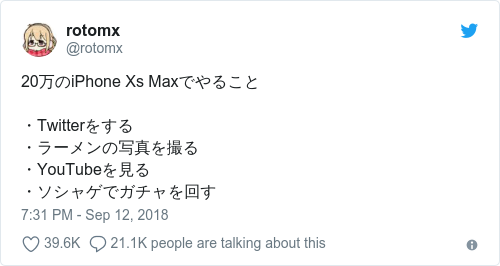 rotomx
@rotomx
20万のiPhone Xs Maxでやること
・Twitterをする
・ラーメンの写真を撮る
・YouTubeを見る
・ソシャゲでガチャを回す
7:31 PM - Sep 12, 2018
39.6K 21.1K people are talking about this